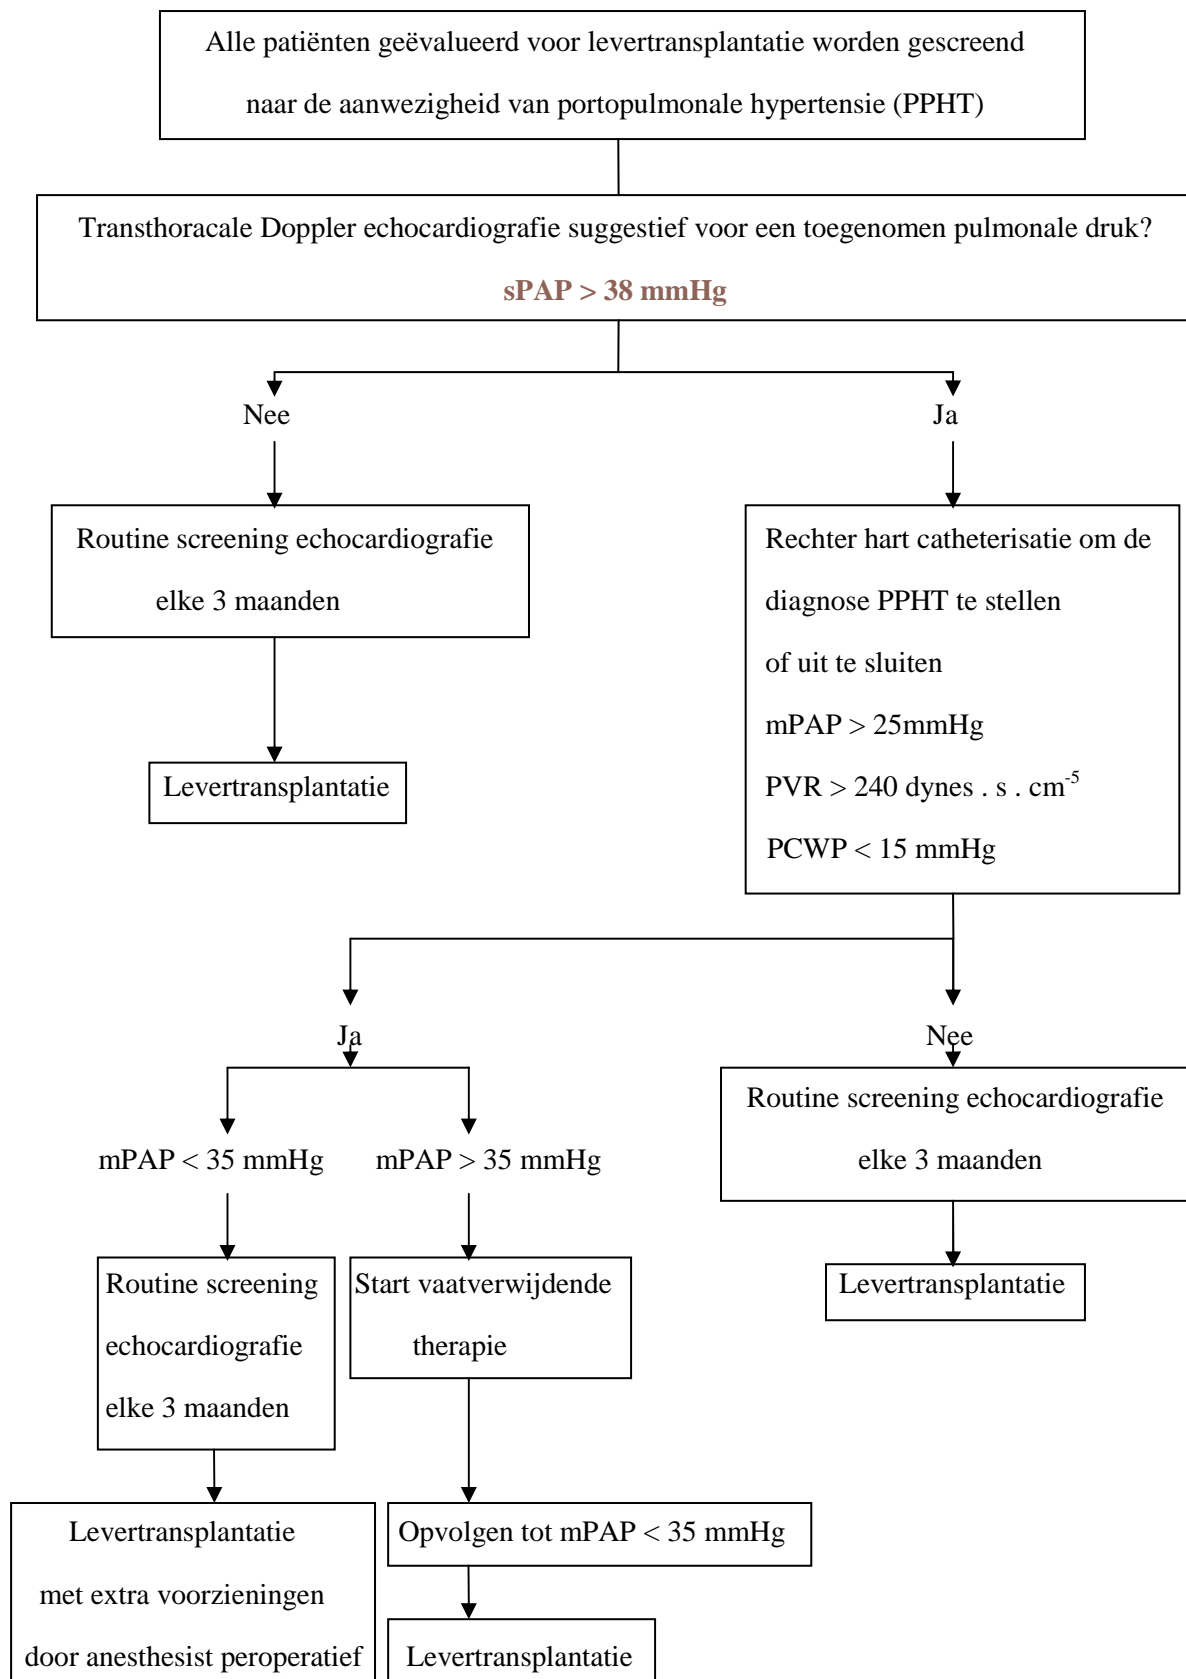 Alle patiënten geëvalueerd voor levertransplantatie worden gescreend
naar de aanwezigheid van portopulmonale hypertensie (PPHT)
Transthoracale Doppler echocardiografie suggestief voor een toegenomen pulmonale druk?
sPAP > 38 mmHg
Nee
Ja
Routine screening echocardiografie
elke 3 maanden
Levertransplantatie
Rechter hart catheterisatie om de
diagnose PPHT te stellen
of uit te sluiten
mPAP > 25mmHg
PVR > 240 dynes . s . cm⁻⁵
PCWP < 15 mmHg
Ja
Nee
mPAP < 35 mmHg
mPAP > 35 mmHg
Routine screening echocardiografie
elke 3 maanden
Levertransplantatie
Routine screening
echocardiografie
elke 3 maanden
Start vaatverwijdende
therapie
Levertransplantatie
met extra voorzieningen
door anesthesist peroperatief
Opvolgen tot mPAP < 35 mmHg
Levertransplantatie